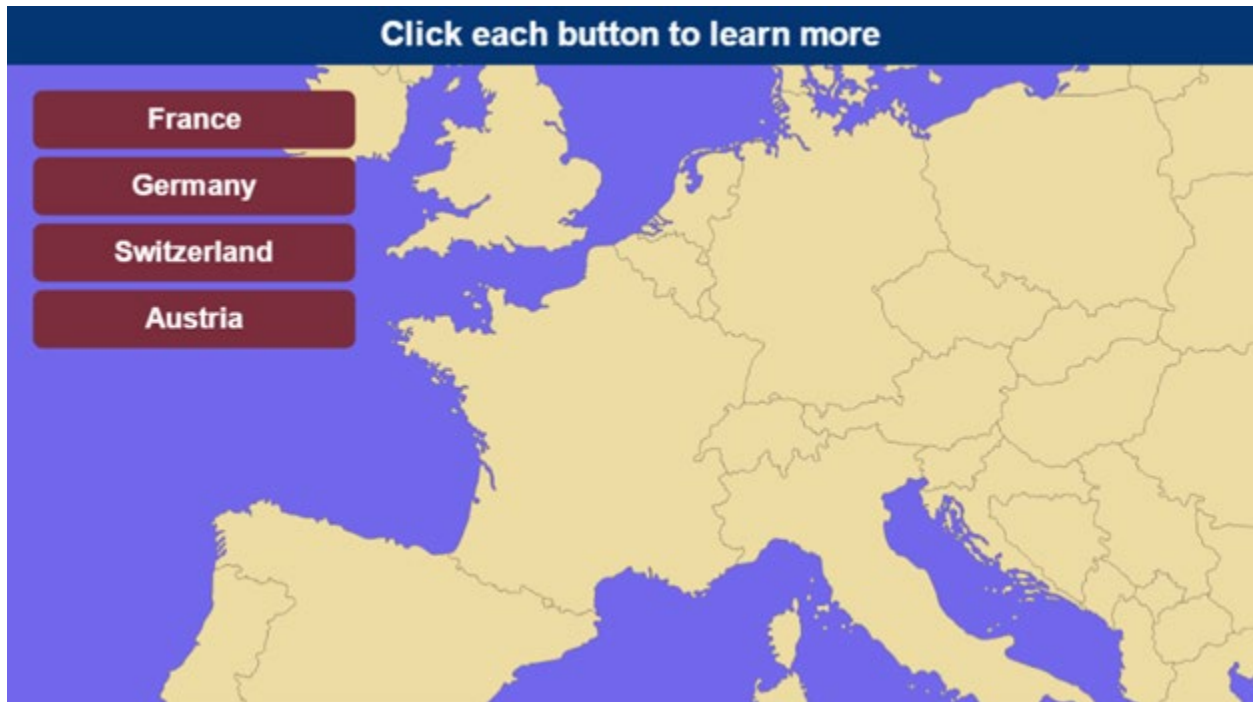 Click each button to learn more
France
Germany
Switzerland
Austria